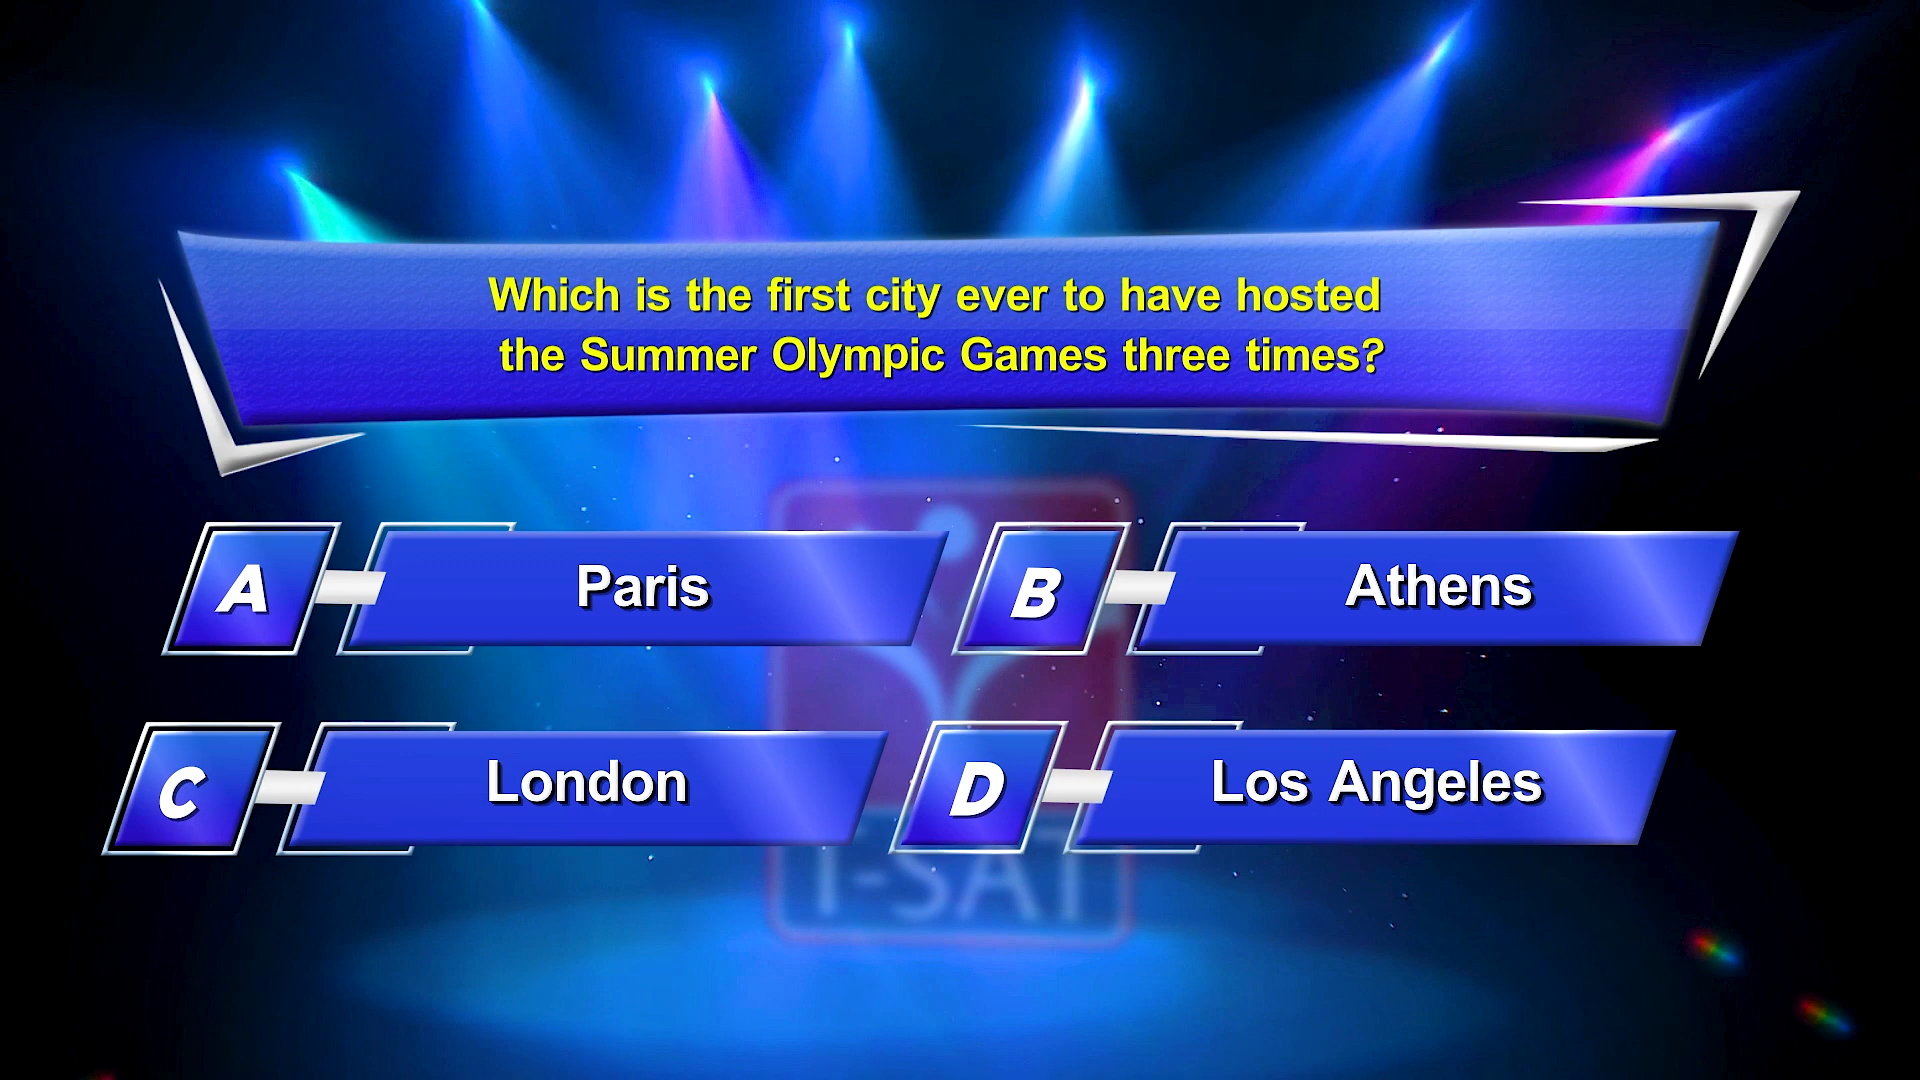 Which is the first city ever to have hosted
the Summer Olympic Games three times?
A Paris
B Athens
C London
D Los Angeles
T-SAT